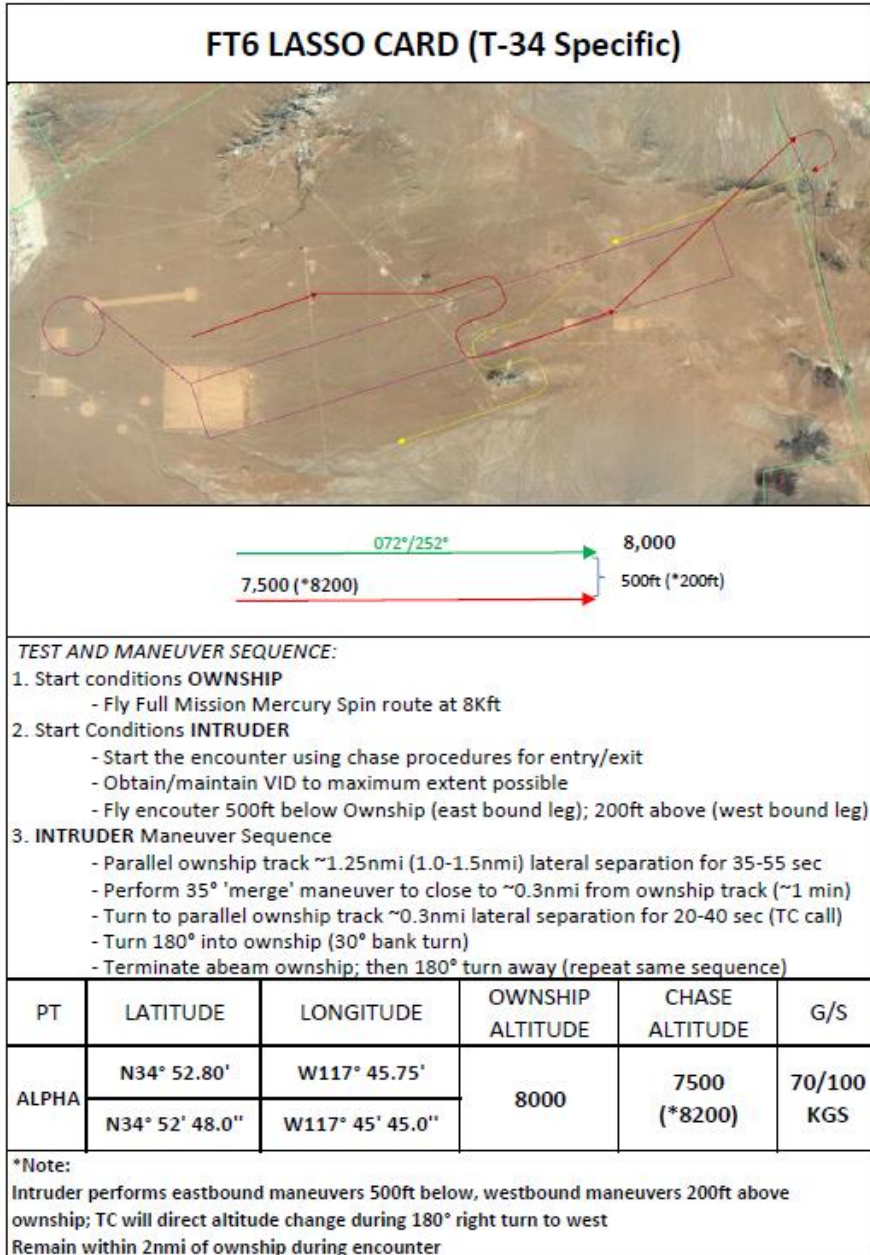 FT6 LASSO CARD (T-34 Specific)
072°/252°
8,000
7,500 (*8200)
500ft (*200ft)
TEST AND MANEUVER SEQUENCE:
1. Start conditions OWNSHIP
- Fly Full Mission Mercury Spin route at 8Kft
2. Start Conditions INTRUDER
- Start the encounter using chase procedures for entry/exit
- Obtain/maintain VID to maximum extent possible
- Fly encouter 500ft below Ownship (east bound leg); 200ft above (west bound leg)
3. INTRUDER Maneuver Sequence
- Parallel ownship track ~1.25nmi (1.0-1.5nmi) lateral separation for 35-55 sec
- Perform 35° 'merge' maneuver to close to ~0.3nmi from ownship track (~1 min)
- Turn to parallel ownship track ~0.3nmi lateral separation for 20-40 sec (TC call)
- Turn 180° into ownship (30° bank turn)
- Terminate abeam ownship; then 180° turn away (repeat same sequence)
PT LATITUDE LONGITUDE OWNSHIP ALTITUDE CHASE ALTITUDE G/S
ALPHA N34° 52.80' W117° 45.75' 8000 7500 (*8200) 70/100 KGS
N34° 52' 48.0" W117° 45' 45.0"
*Note:
Intruder performs eastbound maneuvers 500ft below, westbound maneuvers 200ft above
ownship; TC will direct altitude change during 180° right turn to west
Remain within 2nmi of ownship during encounter